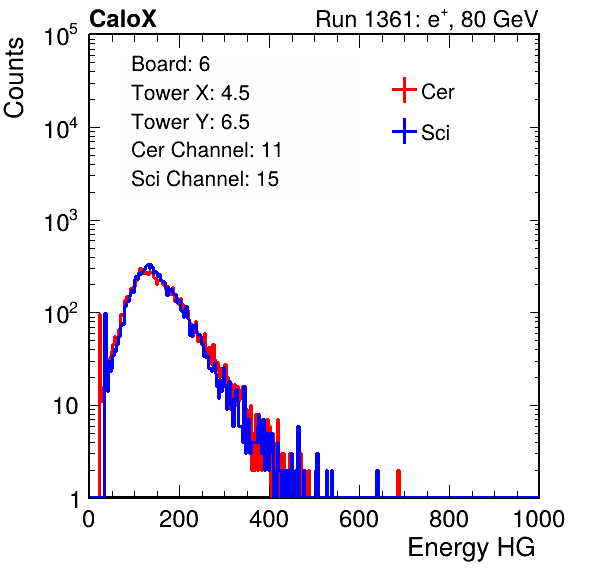 CaloX Run 1361: e⁺, 80 GeV
Board: 6
Tower X: 4.5
Tower Y: 6.5
Cer Channel: 11
Sci Channel: 15
Cer
Sci
Counts
10⁵
10⁴
10³
10²
10
1
0 200 400 600 800 1000
Energy HG